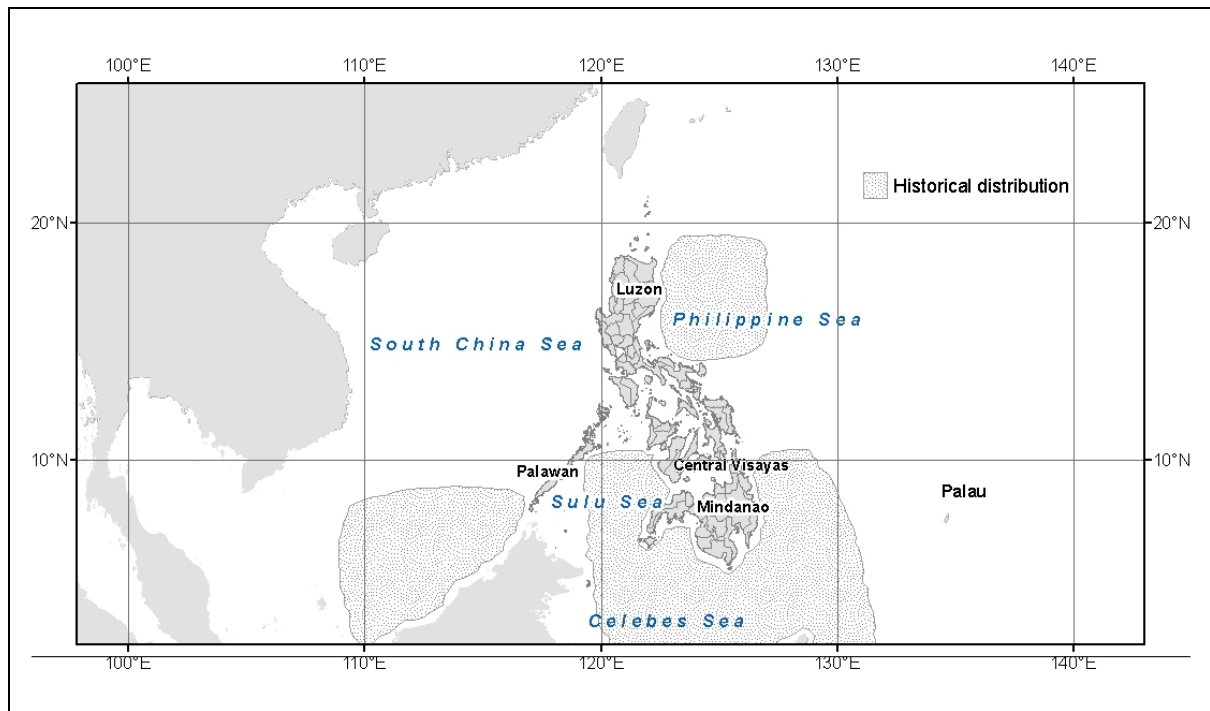 100°E 110°E 120°E 130°E 140°E
Historical distribution
20°N 20°N
Luzon
Philippine Sea
South China Sea
10°N 10°N
Palawan Central Visayas
Sulu Sea Palau
Mindanao
Celebes Sea
100°E 110°E 120°E 130°E 140°E